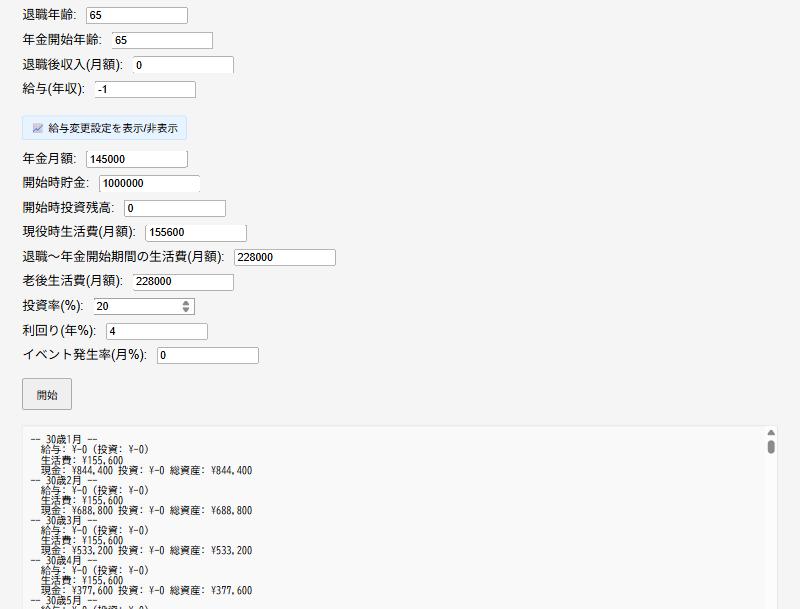 退職年齢: 65
年金開始年齢: 65
退職後収入(月額): 0
給与(年収): -1
給与変更設定を表示/非表示
年金月額: 145000
開始時貯金: 1000000
開始時投資残高: 0
現役時生活費(月額): 155600
退職～年金開始期間の生活費(月額): 228000
老後生活費(月額): 228000
投資率(%): 20
利回り(年%): 4
イベント発生率(月%): 0
開始
-- 30歳1月 --
給与: ¥-0 (投資: ¥-0)
生活費: ¥155,600
現金: ¥844,400 投資: ¥-0 総資産: ¥844,400
-- 30歳2月 --
給与: ¥-0 (投資: ¥-0)
生活費: ¥155,600
現金: ¥688,800 投資: ¥-0 総資産: ¥688,800
-- 30歳3月 --
給与: ¥-0 (投資: ¥-0)
生活費: ¥155,600
現金: ¥533,200 投資: ¥-0 総資産: ¥533,200
-- 30歳4月 --
給与: ¥-0 (投資: ¥-0)
生活費: ¥155,600
現金: ¥377,600 投資: ¥-0 総資産: ¥377,600
-- 30歳5月 --
給与: ¥-0 (投資: ¥-0)